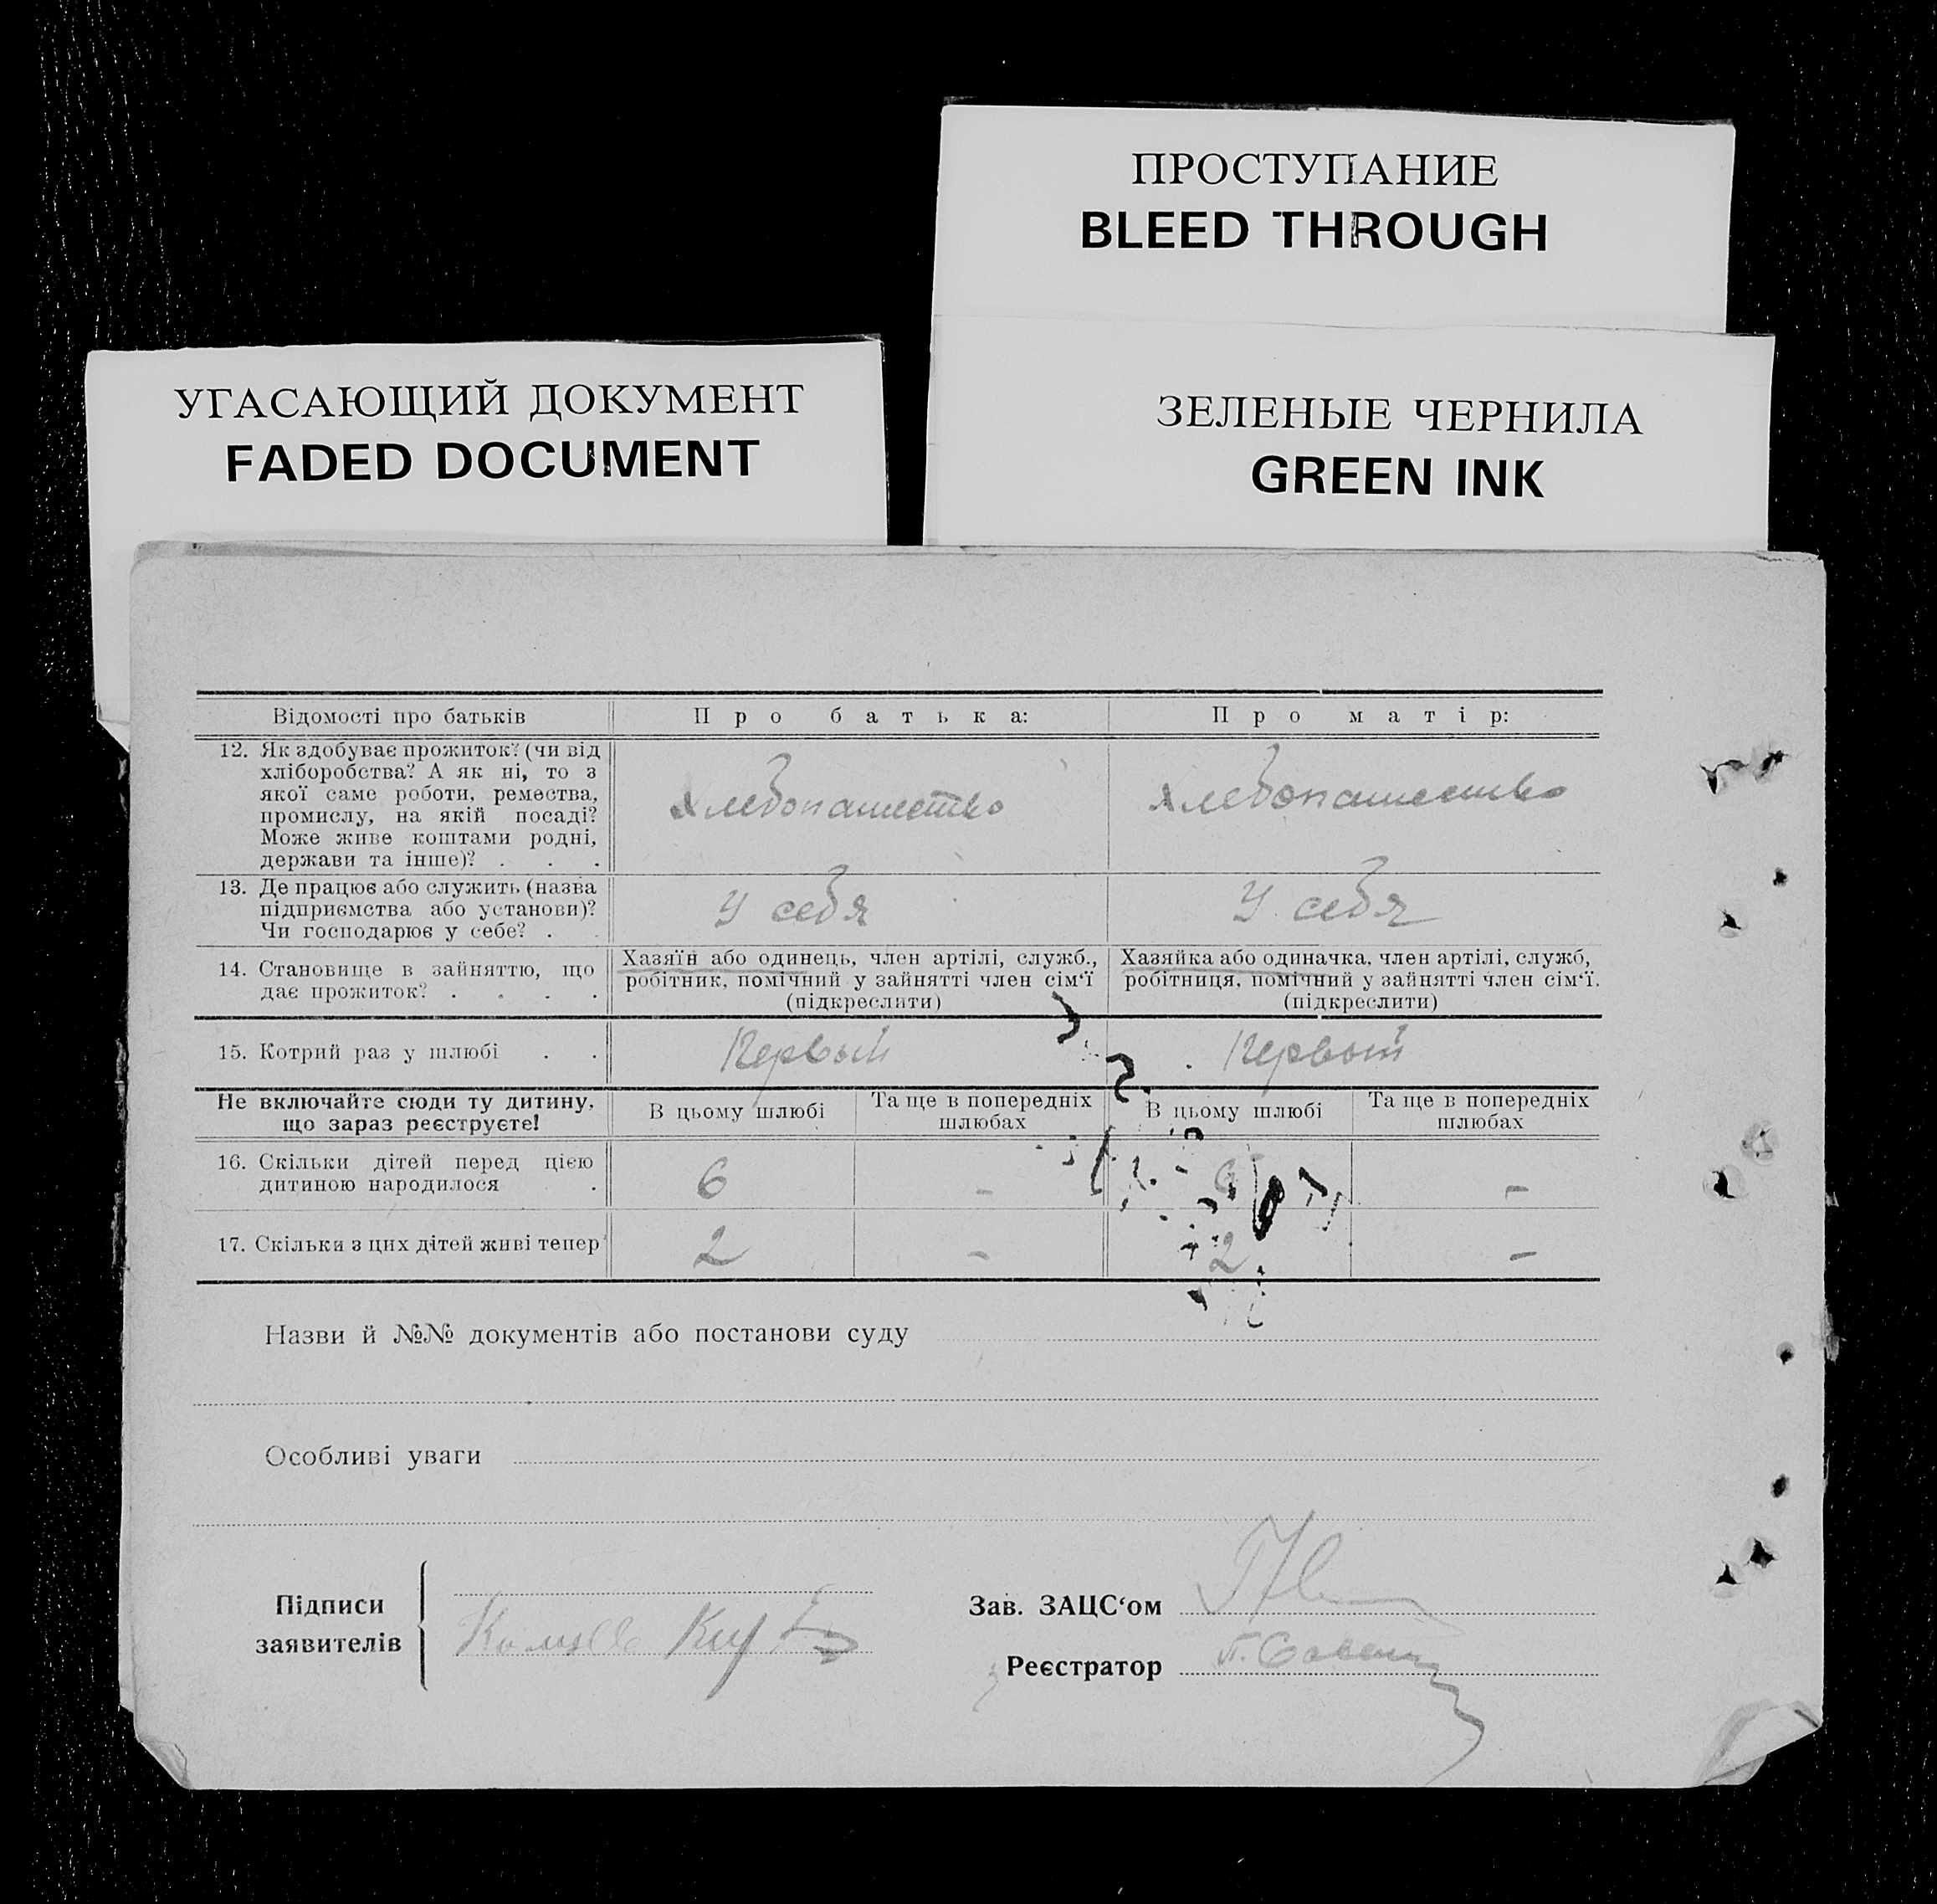 ПРОСТУПАНИЕ
BLEED THROUGH
УГАСАЮЩИЙ ДОКУМЕНТ
FADED DOCUMENT
ЗЕЛЕНЫЕ ЧЕРНИЛА
GREEN INK
Відомості про батьків
Про батька:
Про матір:
12. Як здобуває прожиток? (чи від
хліборобства? А як ні, то з
якої саме роботи, ремества,
промислу, на якій посаді?
Може живе коштами родні,
держави та інше)? . . .
хлебопашество
хлебопашество
13. Де працює або служить (назва
підприємства або установи)?
Чи господарює у себе? .
У себя
У себя
14. Становище в зайняттю, що
дає прожиток? . . . .
Хазяїн або одинець, член артілі, служб.,
робітник, помічний у зайнятті член сім'ї
(підкреслити)
Хазяйка або одиначка, член артілі, служб,
робітниця, помічний у зайнятті член сім'ї.
(підкреслити)
15. Котрий раз у шлюбі . .
Первый
Первый
Не включайте сюди ту дитину,
що зараз реєструєте!
В цьому шлюбі
Та ще в попередніх
шлюбах
В цьому шлюбі
Та ще в попередніх
шлюбах
16. Скільки дітей перед цією
дитиною народилося .
6
-
6
-
17. Скільки з цих дітей живі тепер
2
-
2
-
Назви й №№ документів або постанови суду
Особливі уваги
Підписи
заявителів
Зав. ЗАЦС'ом
Реєстратор